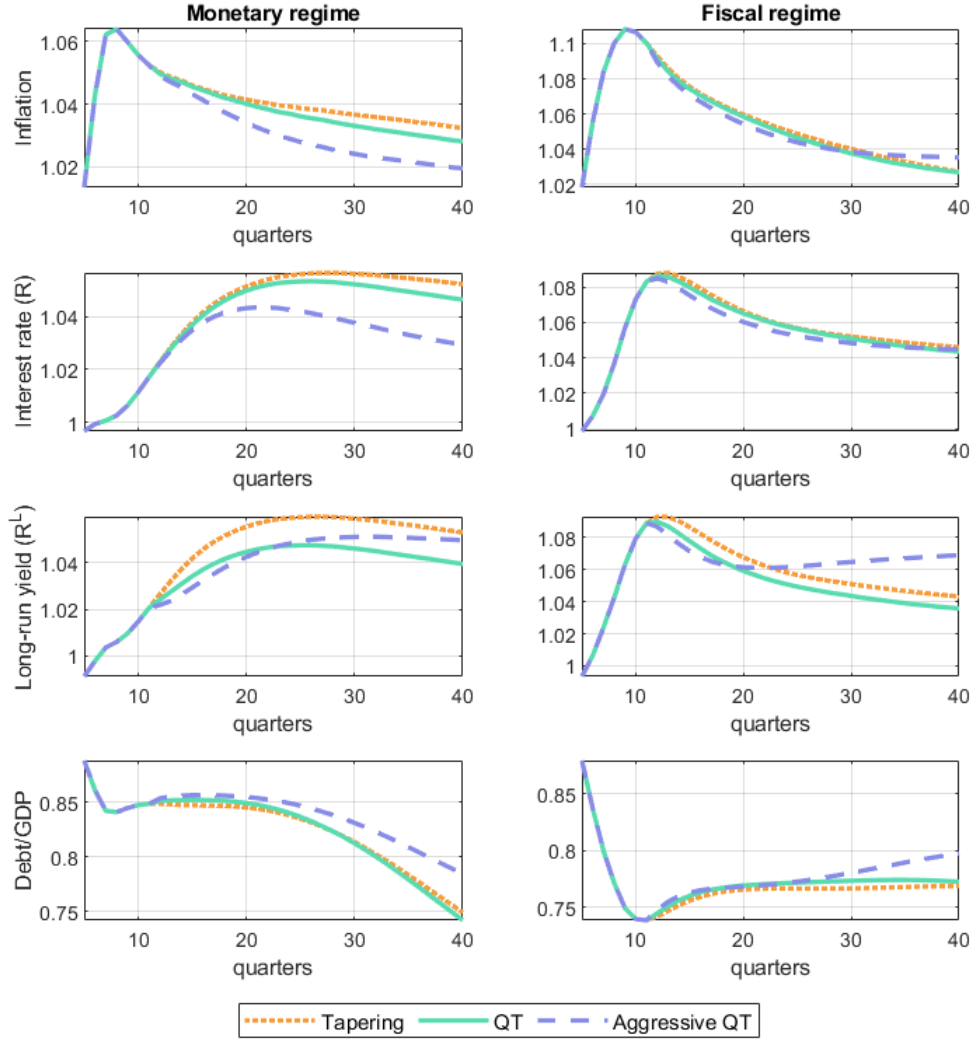 Monetary regime
Fiscal regime
Inflation
1.06
1.04
1.02
10 20 30 40
quarters
1.1
1.08
1.06
1.04
1.02
10 20 30 40
quarters
Interest rate (R)
1.04
1.02
1
10 20 30 40
quarters
1.08
1.06
1.04
1.02
1
10 20 30 40
quarters
Long-run yield (R^L)
1.04
1.02
1
10 20 30 40
quarters
1.08
1.06
1.04
1.02
1
10 20 30 40
quarters
Debt/GDP
0.85
0.8
0.75
10 20 30 40
quarters
0.85
0.8
0.75
10 20 30 40
quarters
Tapering QT Aggressive QT